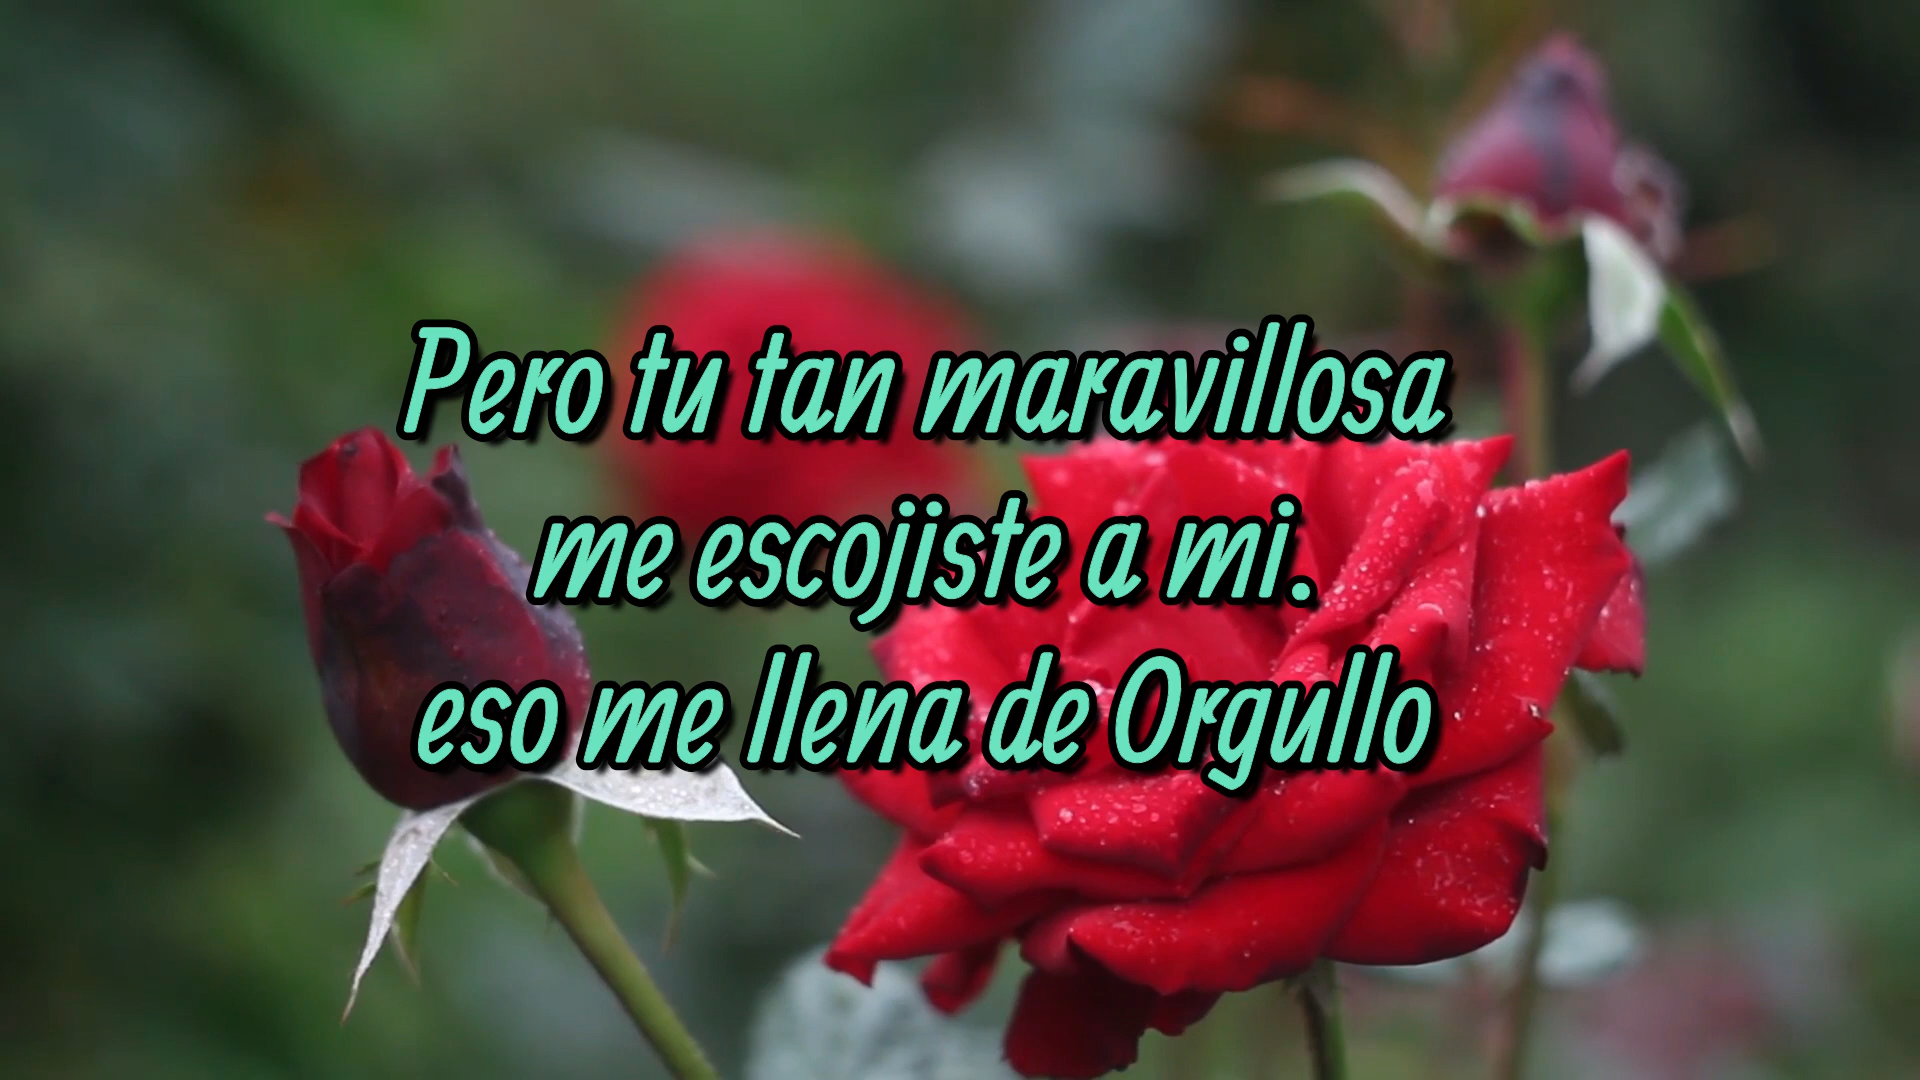 Pero tu tan maravillosa
me escojiste a mi.
eso me llena de Orgullo